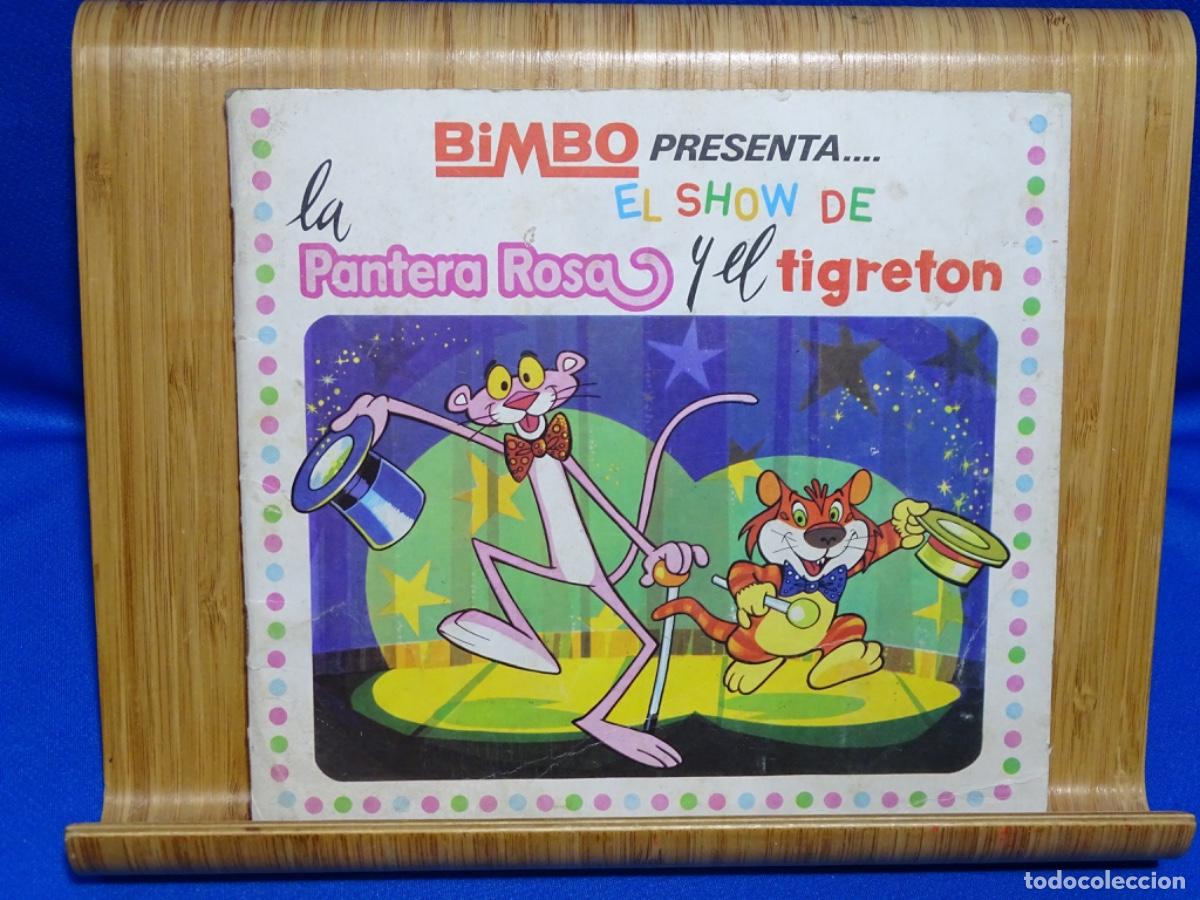 BiMBO PRESENTA....
EL SHOW DE
la
Pantera Rosa y el tigreton
todocoleccion